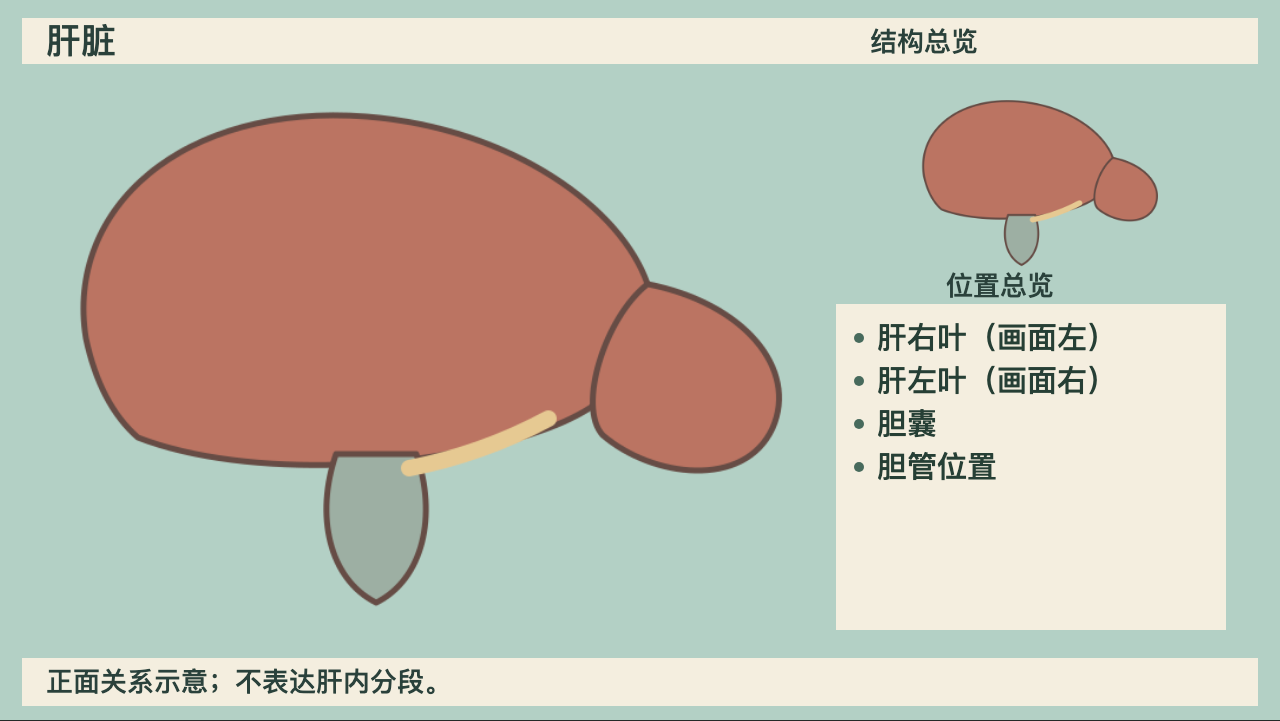 肝脏
结构总览
位置总览
肝右叶（画面左）
肝左叶（画面右）
胆囊
胆管位置
正面关系示意；不表达肝内分段。